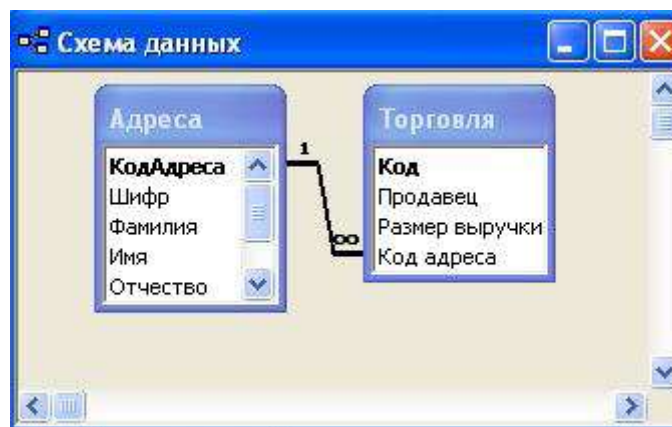 Схема данных
Адреса
КодАдреса
Шифр
Фамилия
Имя
Отчество
1
∞
Торговля
Код
Продавец
Размер выручки
Код адреса